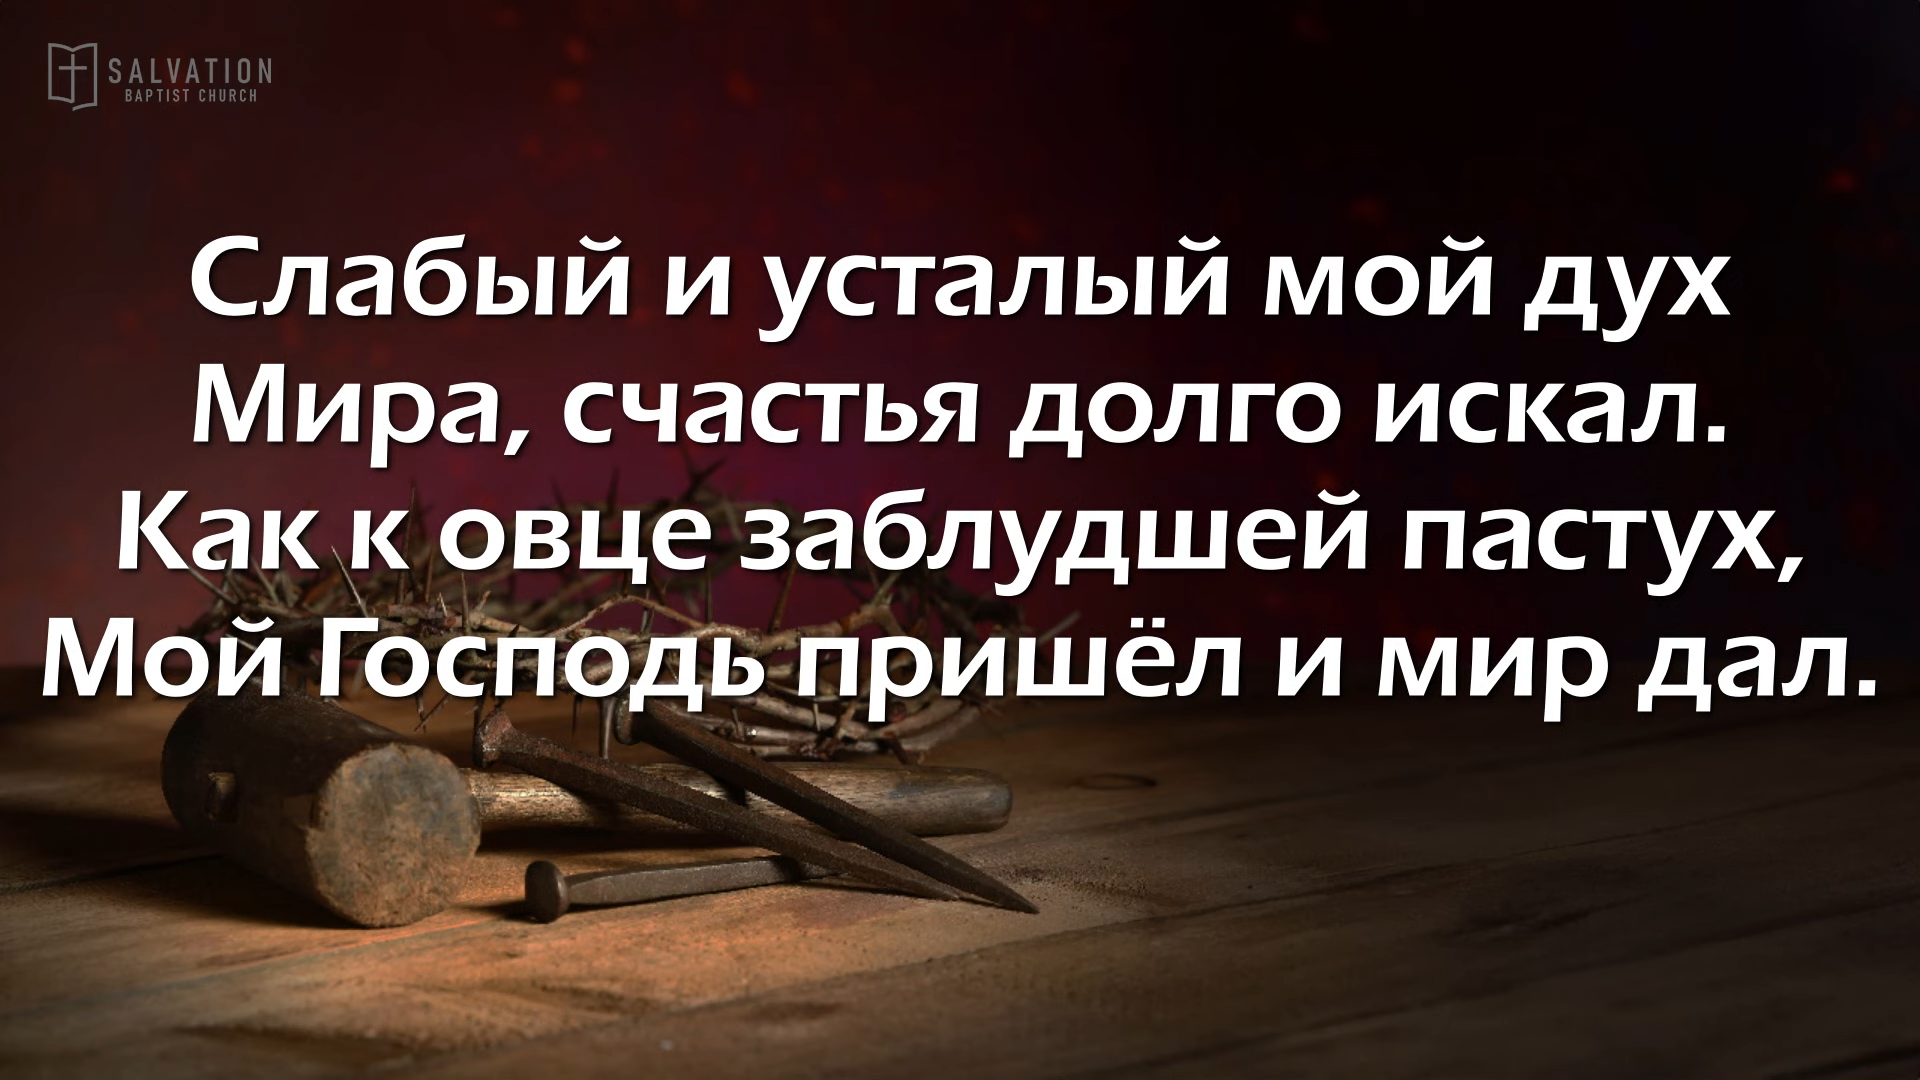 SALVATION
BAPTIST CHURCH
Слабый и усталый мой дух
Мира, счастья долго искал.
Как к овце заблудшей пастух,
Мой Господь пришёл и мир дал.